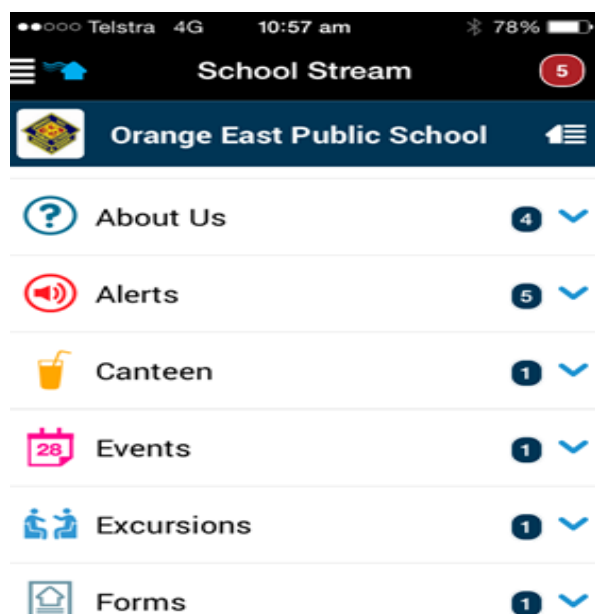 Telstra 4G 10:57 am 78%
School Stream 5
Orange East Public School
About Us 4
Alerts 5
Canteen 1
28 Events 1
Excursions 1
Forms 1